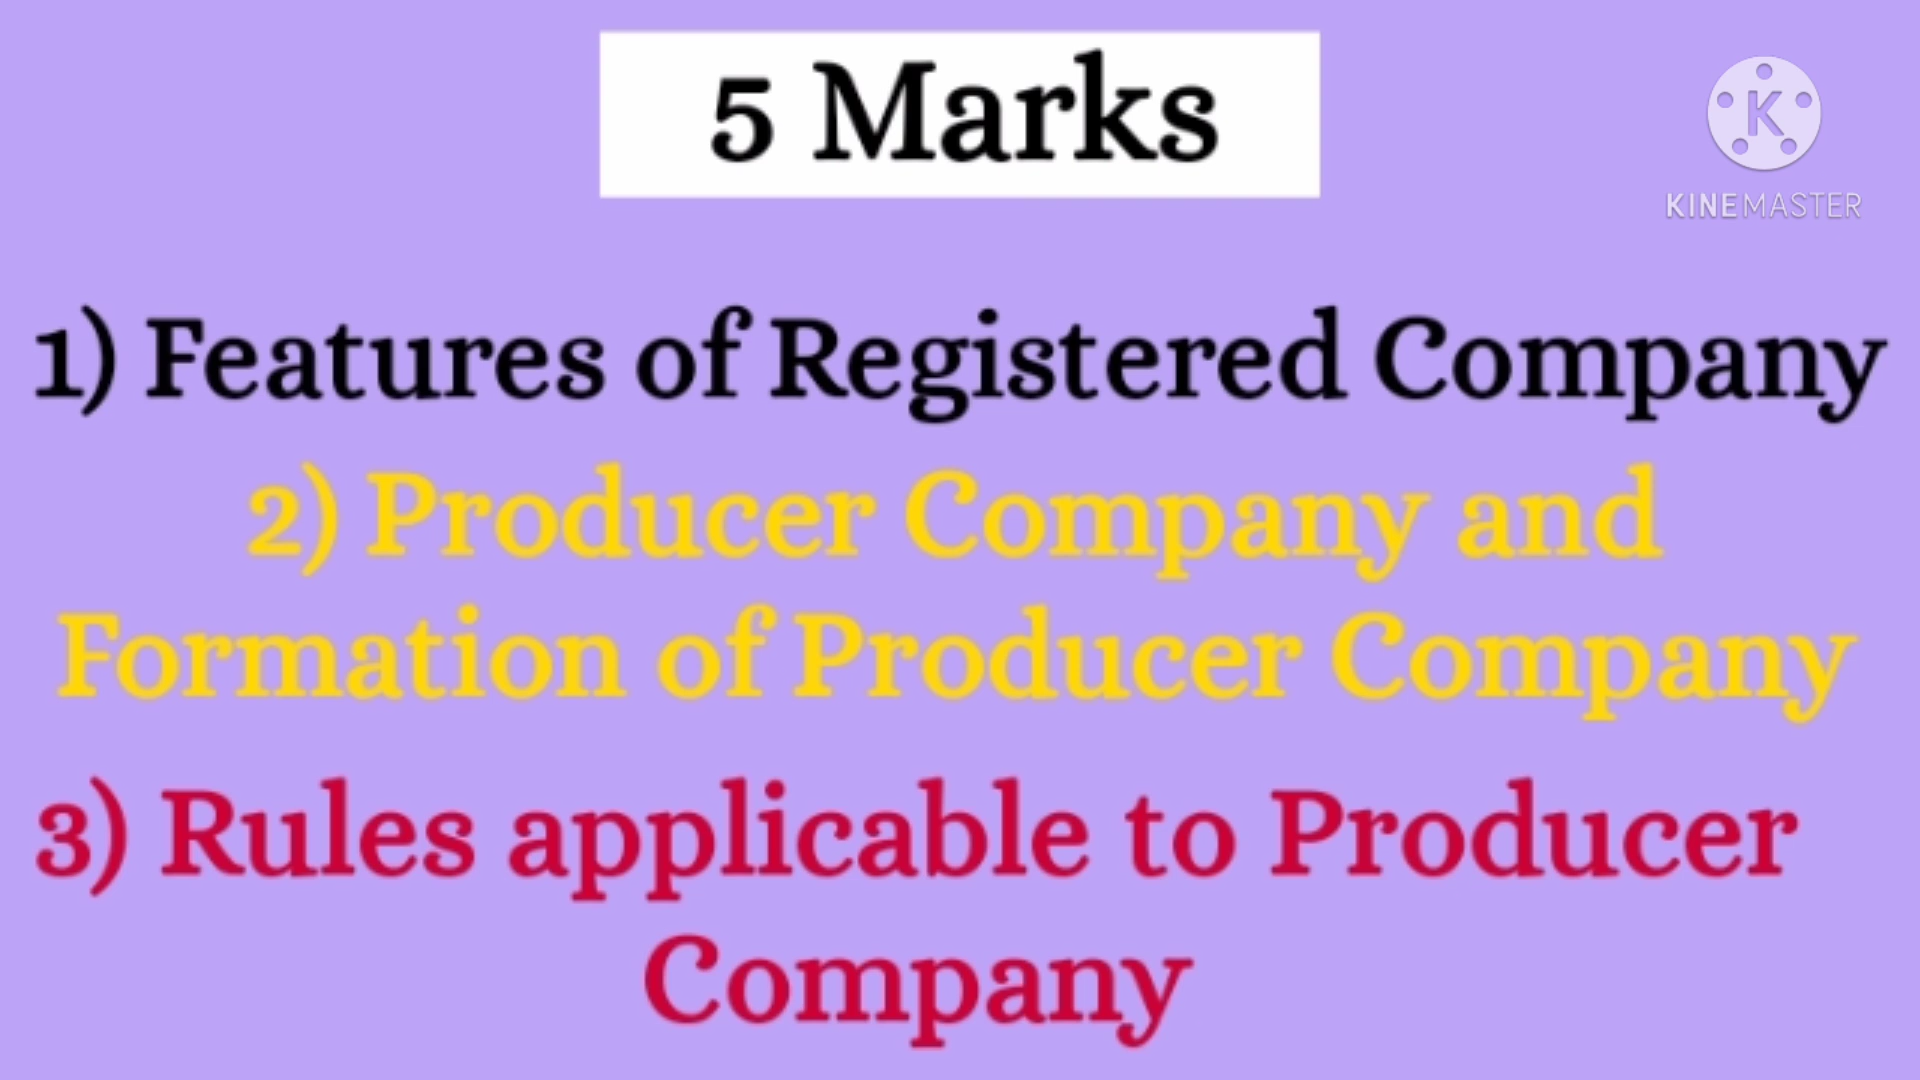 5 Marks
K
KINEMASTER
1) Features of Registered Company
2) Producer Company and
Formation of Producer Company
3) Rules applicable to Producer
Company